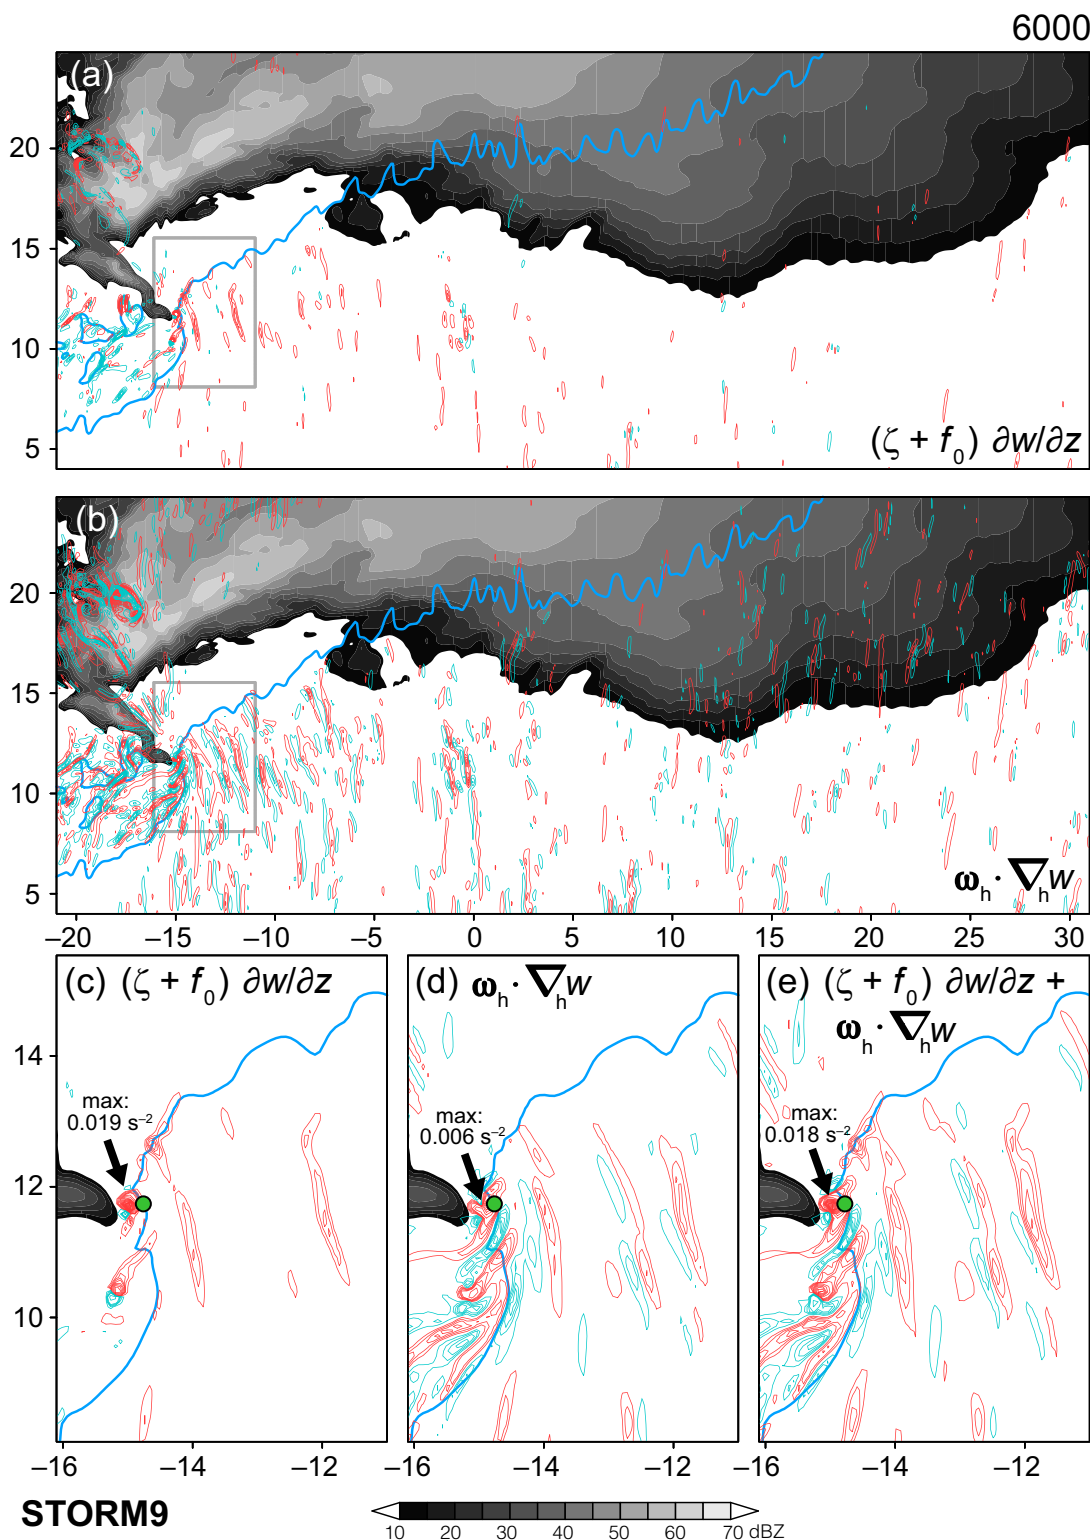 6000
(a)
20
15
10
5
(ζ + f₀) ∂w/∂z
(b)
20
15
10
5
ωₕ · ∇ₕw
−20 −15 −10 −5 0 5 10 15 20 25 30
(c) (ζ + f₀) ∂w/∂z
(d) ωₕ · ∇ₕw
(e) (ζ + f₀) ∂w/∂z +
ωₕ · ∇ₕw
14
12
10
max:
0.019 s⁻²
max:
0.006 s⁻²
max:
0.018 s⁻²
−16 −14 −12
−16 −14 −12
−16 −14 −12
STORM9
10 20 30 40 50 60 70 dBZ